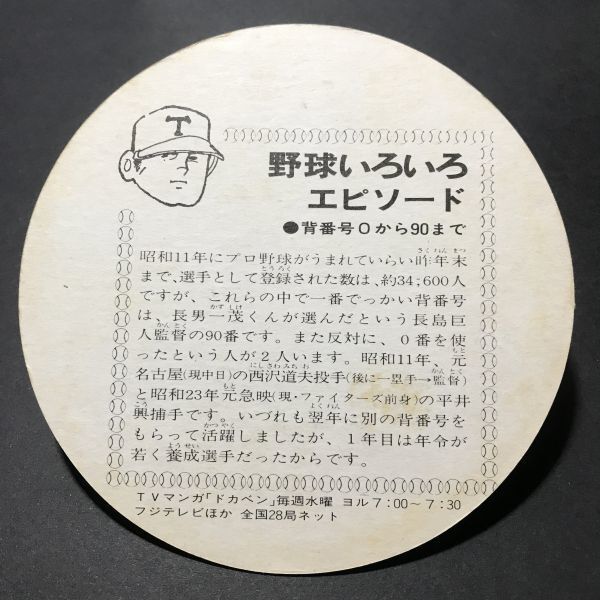 T
野球いろいろ
エピソード
●背番号0から90まで
昭和11年にプロ野球がうまれていらい昨年末
まで、選手として登録された数は、約34;600人
ですが、これらの中で一番でっかい背番号
は、長男一茂くんが選んだという長島巨
人監督の90番です。また反対に、0番を使
ったという人が2人います。昭和11年、元
名古屋(現中日)の西沢道夫投手(後に一塁手→監督)
と昭和23年元急映(現・ファイターズ前身)の平井
興捕手です。いづれも翌年に別の背番号を
もらって活躍しましたが、1年目は年令が
若く養成選手だったからです。
TVマンガ「ドカベン」毎週水曜 ヨル7:00〜7:30
フジテレビほか 全国28局ネット